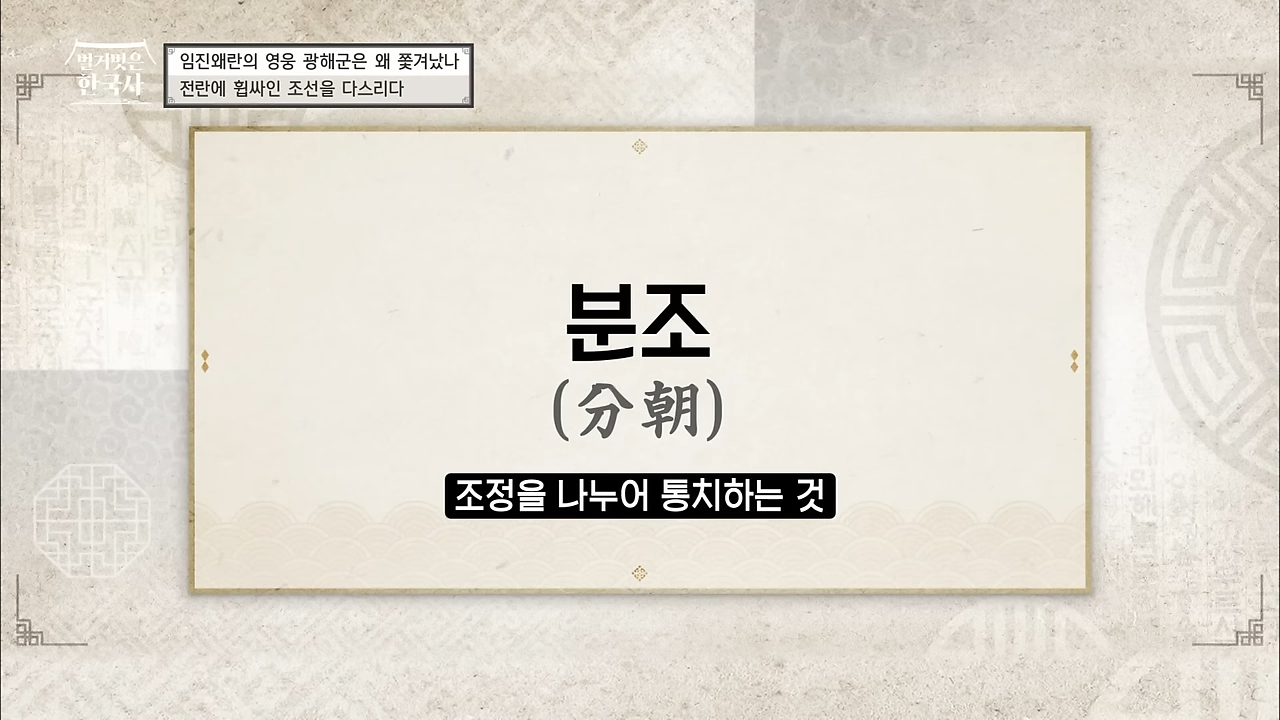 벌거벗은
한국사
임진왜란의 영웅 광해군은 왜 쫓겨났나
전란에 휩싸인 조선을 다스리다
분조
(分朝)
조정을 나누어 통치하는 것